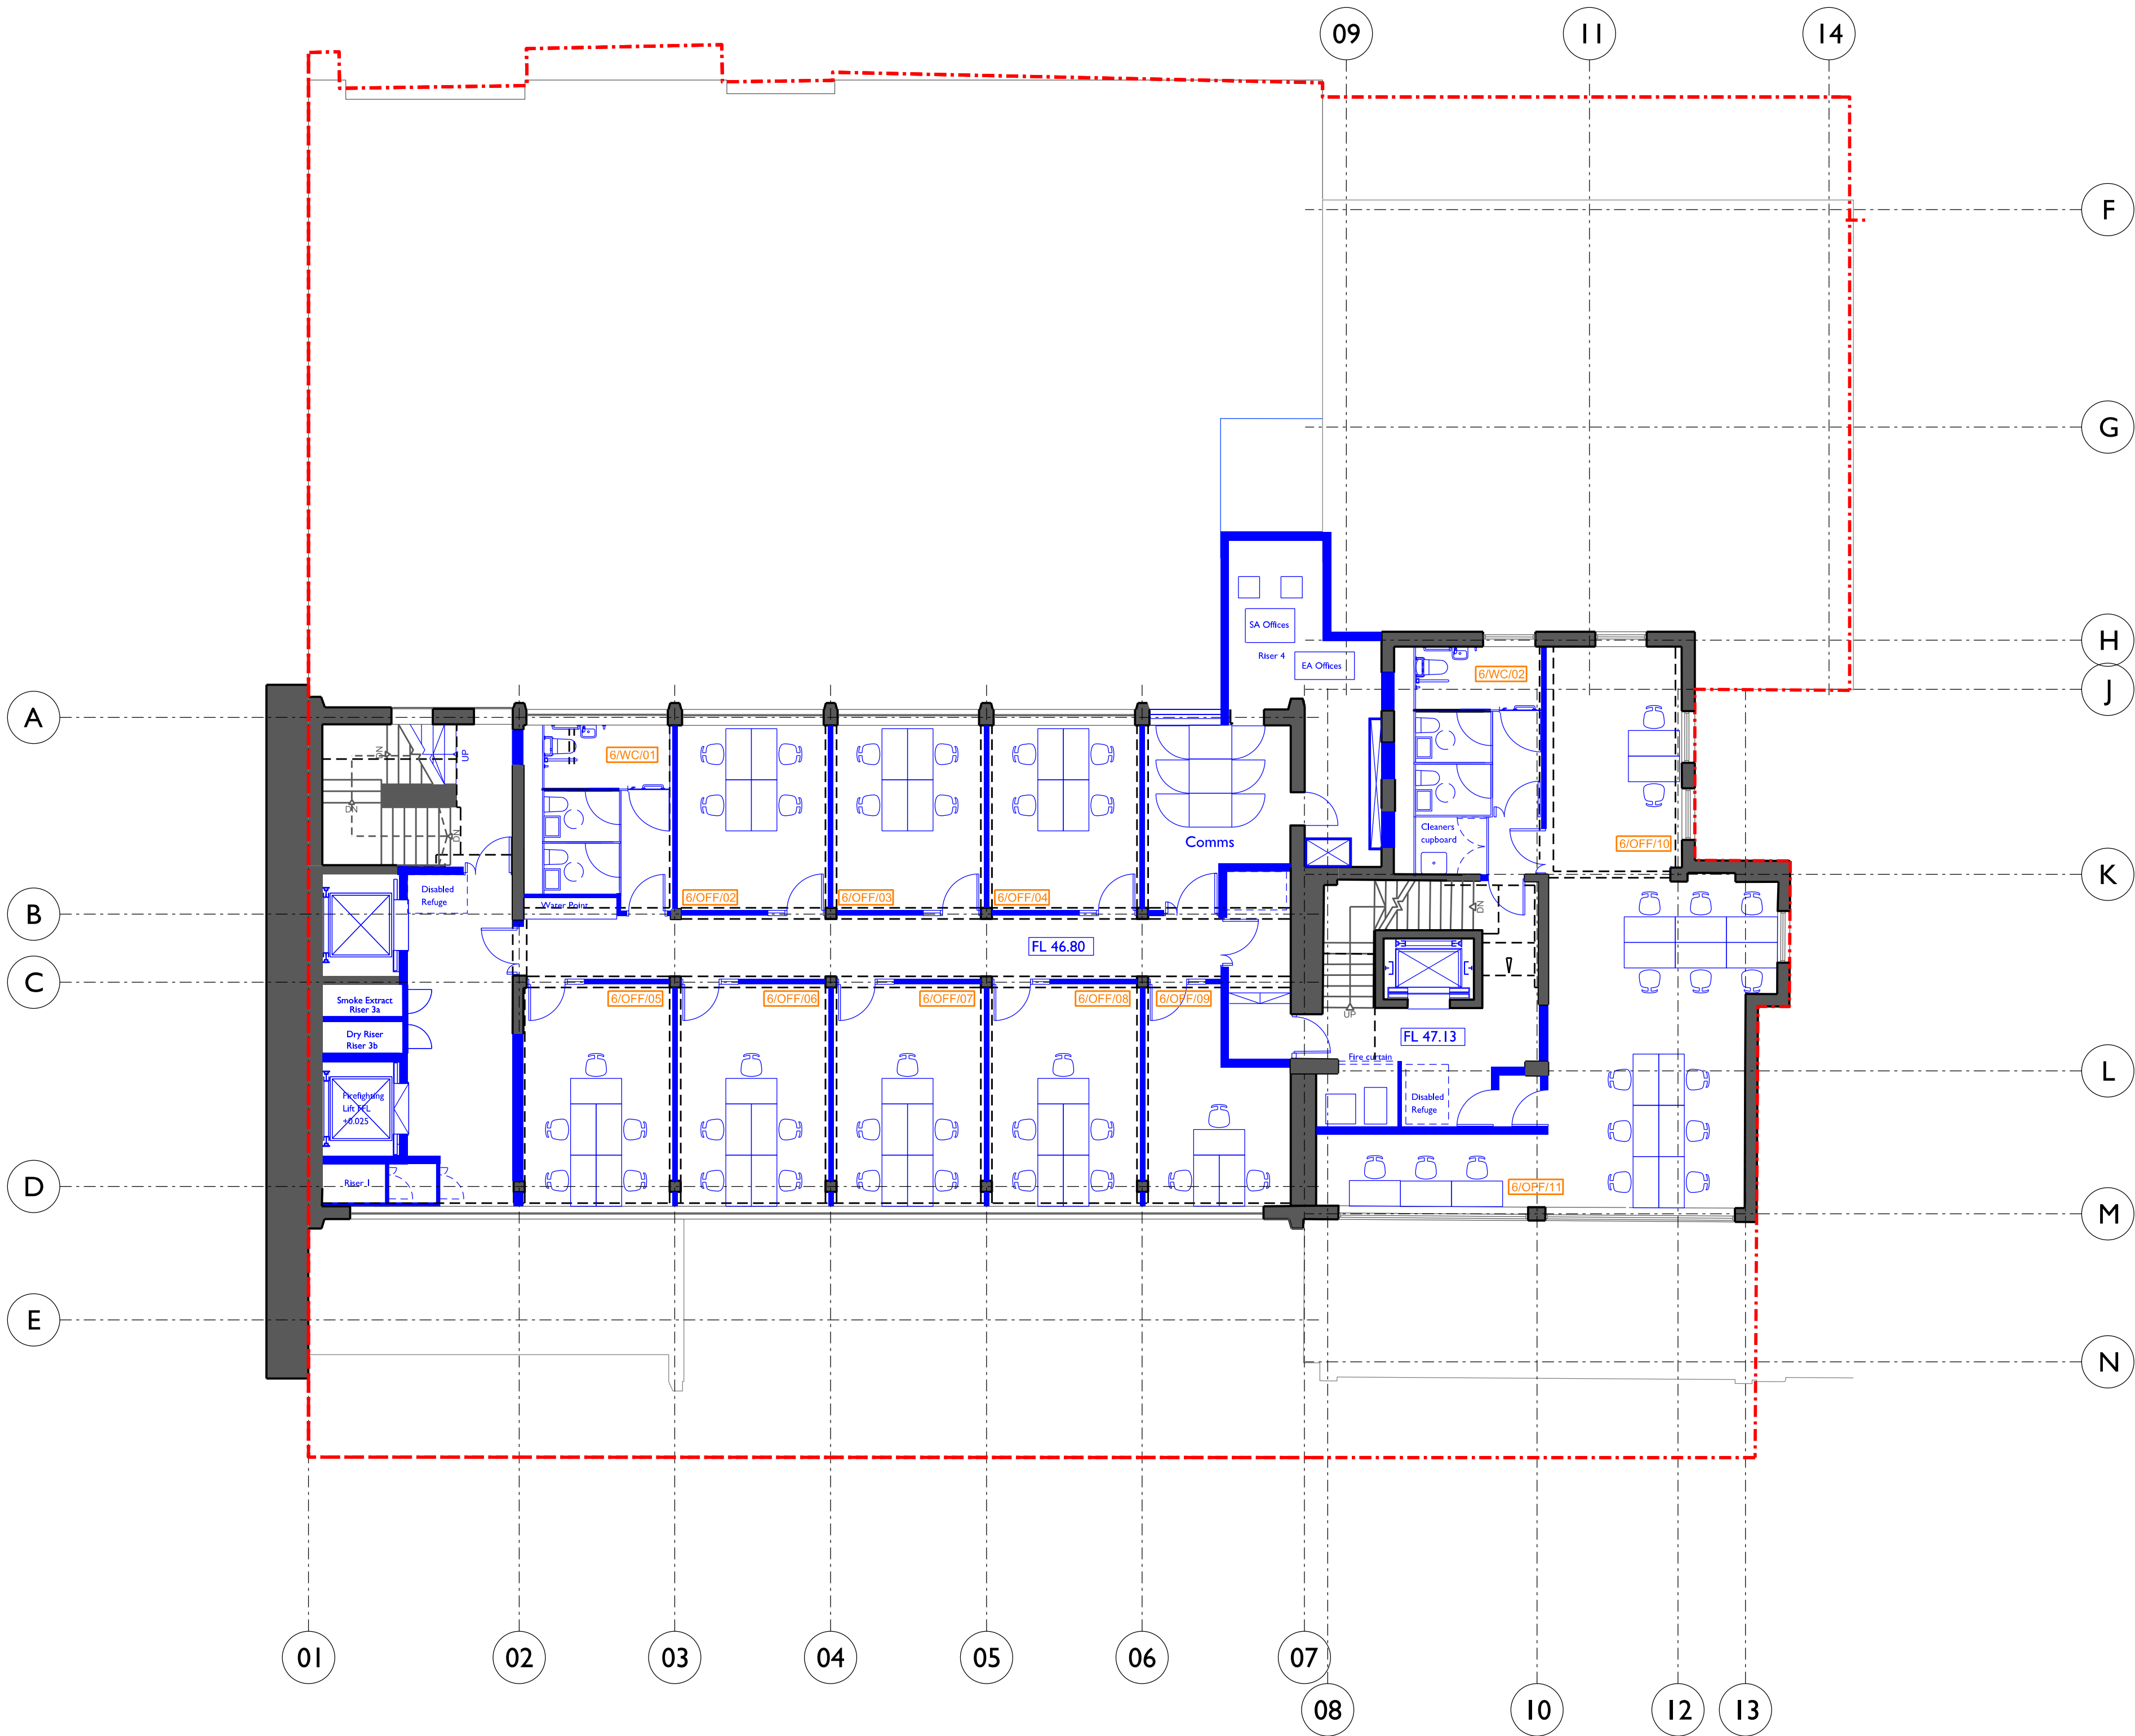 09
11
14
F
G
SA Offices
Riser 4
EA Offices
H
J
6/WC/02
A
DN
UP
6/WC/01
DN
DN
Cleaners
cupboard
Comms
6/OFF/10
K
Disabled
Refuge
6/OFF/02
6/OFF/03
6/OFF/04
Water Point
DN
B
FL 46.80
C
Smoke Extract
Riser 3a
6/OFF/05
6/OFF/06
6/OFF/07
6/OFF/08
6/OFF/09
UP
Dry Riser
Riser 3b
FL 47.13
Fire curtain
L
Firefighting
Lift FFL
+0.025
Disabled
Refuge
D
Riser 1
6/OFF/11
M
E
N
01
02
03
04
05
06
07
08
10
12
13